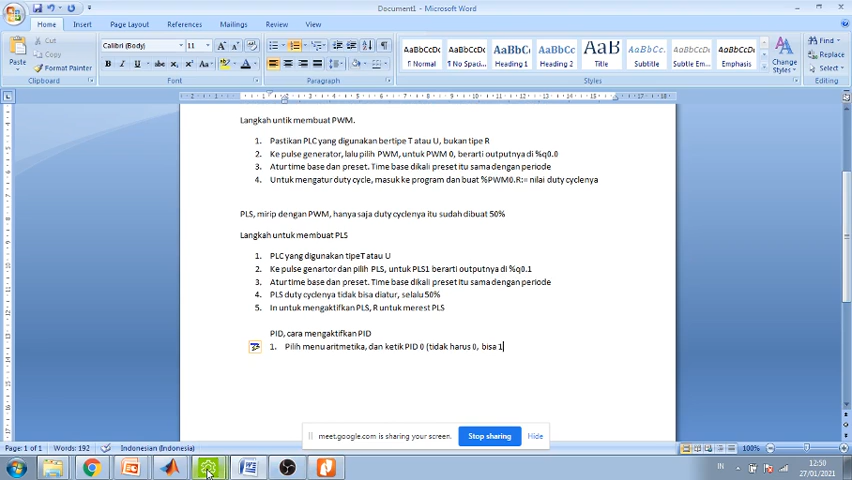 Document1 - Microsoft Word
Home Insert Page Layout References Mailings Review View
Cut
Copy
Format Painter
Paste
Clipboard
Calibri (Body) 11
Font
Paragraph
AaBbCcDc AaBbCcDc AaBbCc AaBbCc AaB AaBbCc. AaBbCcDc AaBbCcDc
¶ Normal ¶ No Spaci... Heading 1 Heading 2 Title Subtitle Subtle Em... Emphasis
Styles
Change Styles
Find
Replace
Select
Editing
Langkah untik membuat PWM.
1. Pastikan PLC yang digunakan bertipe T atau U, bukan tipe R
2. Ke pulse generator, lalu pilih PWM, untuk PWM 0, berarti outputnya di %q0.0
3. Atur time base dan preset. Time base dikali preset itu sama dengan periode
4. Untuk mengatur duty cycle, masuk ke program dan buat %PWM0.R:= nilai duty cyclenya
PLS, mirip dengan PWM, hanya saja duty cyclenya itu sudah dibuat 50%
Langkah untuk membuat PLS
1. PLC yang digunakan tipeT atau U
2. Ke pulse genartor dan pilih PLS, untuk PLS1 berarti outputnya di %q0.1
3. Atur time base dan preset. Time base dikali preset itu sama dengan periode
4. PLS duty cyclenya tidak bisa diatur, selalu 50%
5. In untuk mengaktifkan PLS, R untuk merest PLS
PID, cara mengaktifkan PID
1. Pilih menu aritmetika, dan ketik PID 0 (tidak harus 0, bisa 1
meet.google.com is sharing your screen. Stop sharing Hide
Page: 1 of 1 Words: 192 Indonesian (Indonesia) 100%
IN 12:50
27/01/2021